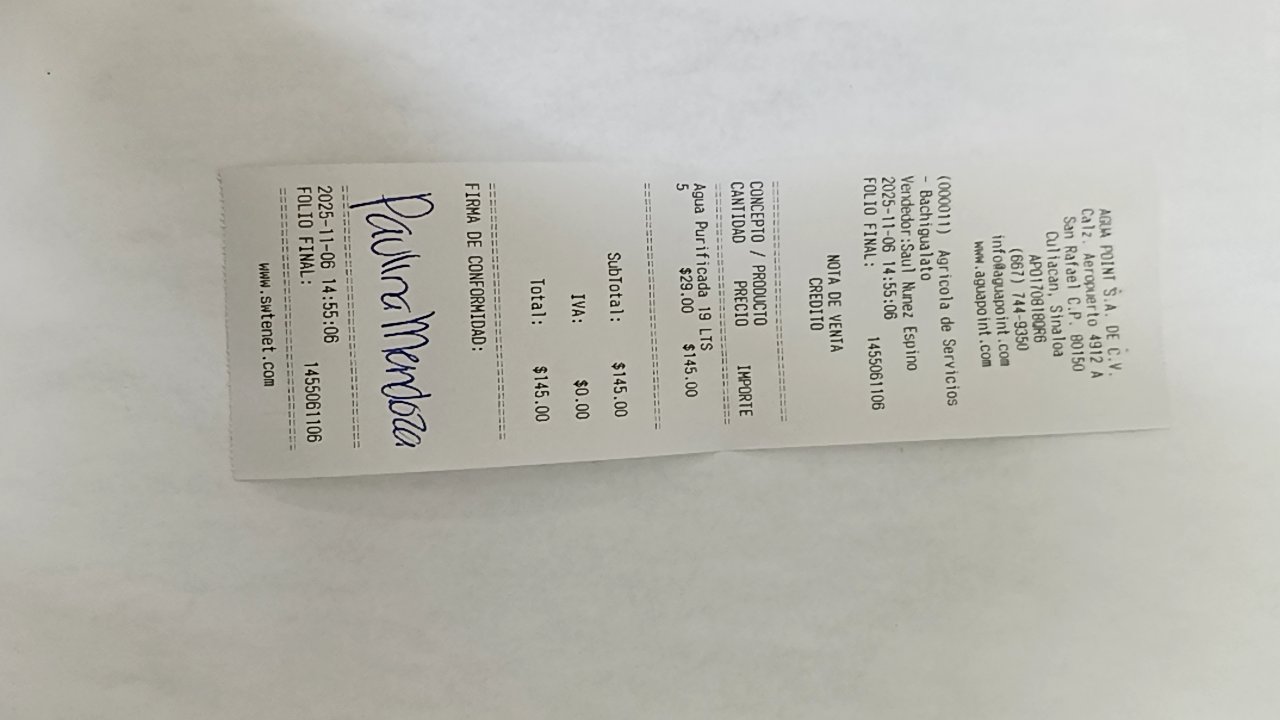 AGUA POINT S.A. DE C.V.
Calz. Aeropuerto 4912 A
San Rafael C.P. 80150
Culiacan, Sinaloa
APO170818QR6
(667) 744-9350
info@aguapoint.com
www.aguapoint.com
(000011) Agricola de Servicios
- Bachigualato
Vendedor:Saul Nunez Espino
2025-11-06 14:55:06
FOLIO FINAL: 1455061106
NOTA DE VENTA
CREDITO
CONCEPTO / PRODUCTO
CANTIDAD PRECIO IMPORTE
Agua Purificada 19 LTS
5 $29.00 $145.00
SubTotal: $145.00
IVA: $0.00
Total: $145.00
FIRMA DE CONFORMIDAD:
Paulina Mendoza
2025-11-06 14:55:06
FOLIO FINAL: 1455061106
www.swtenet.com